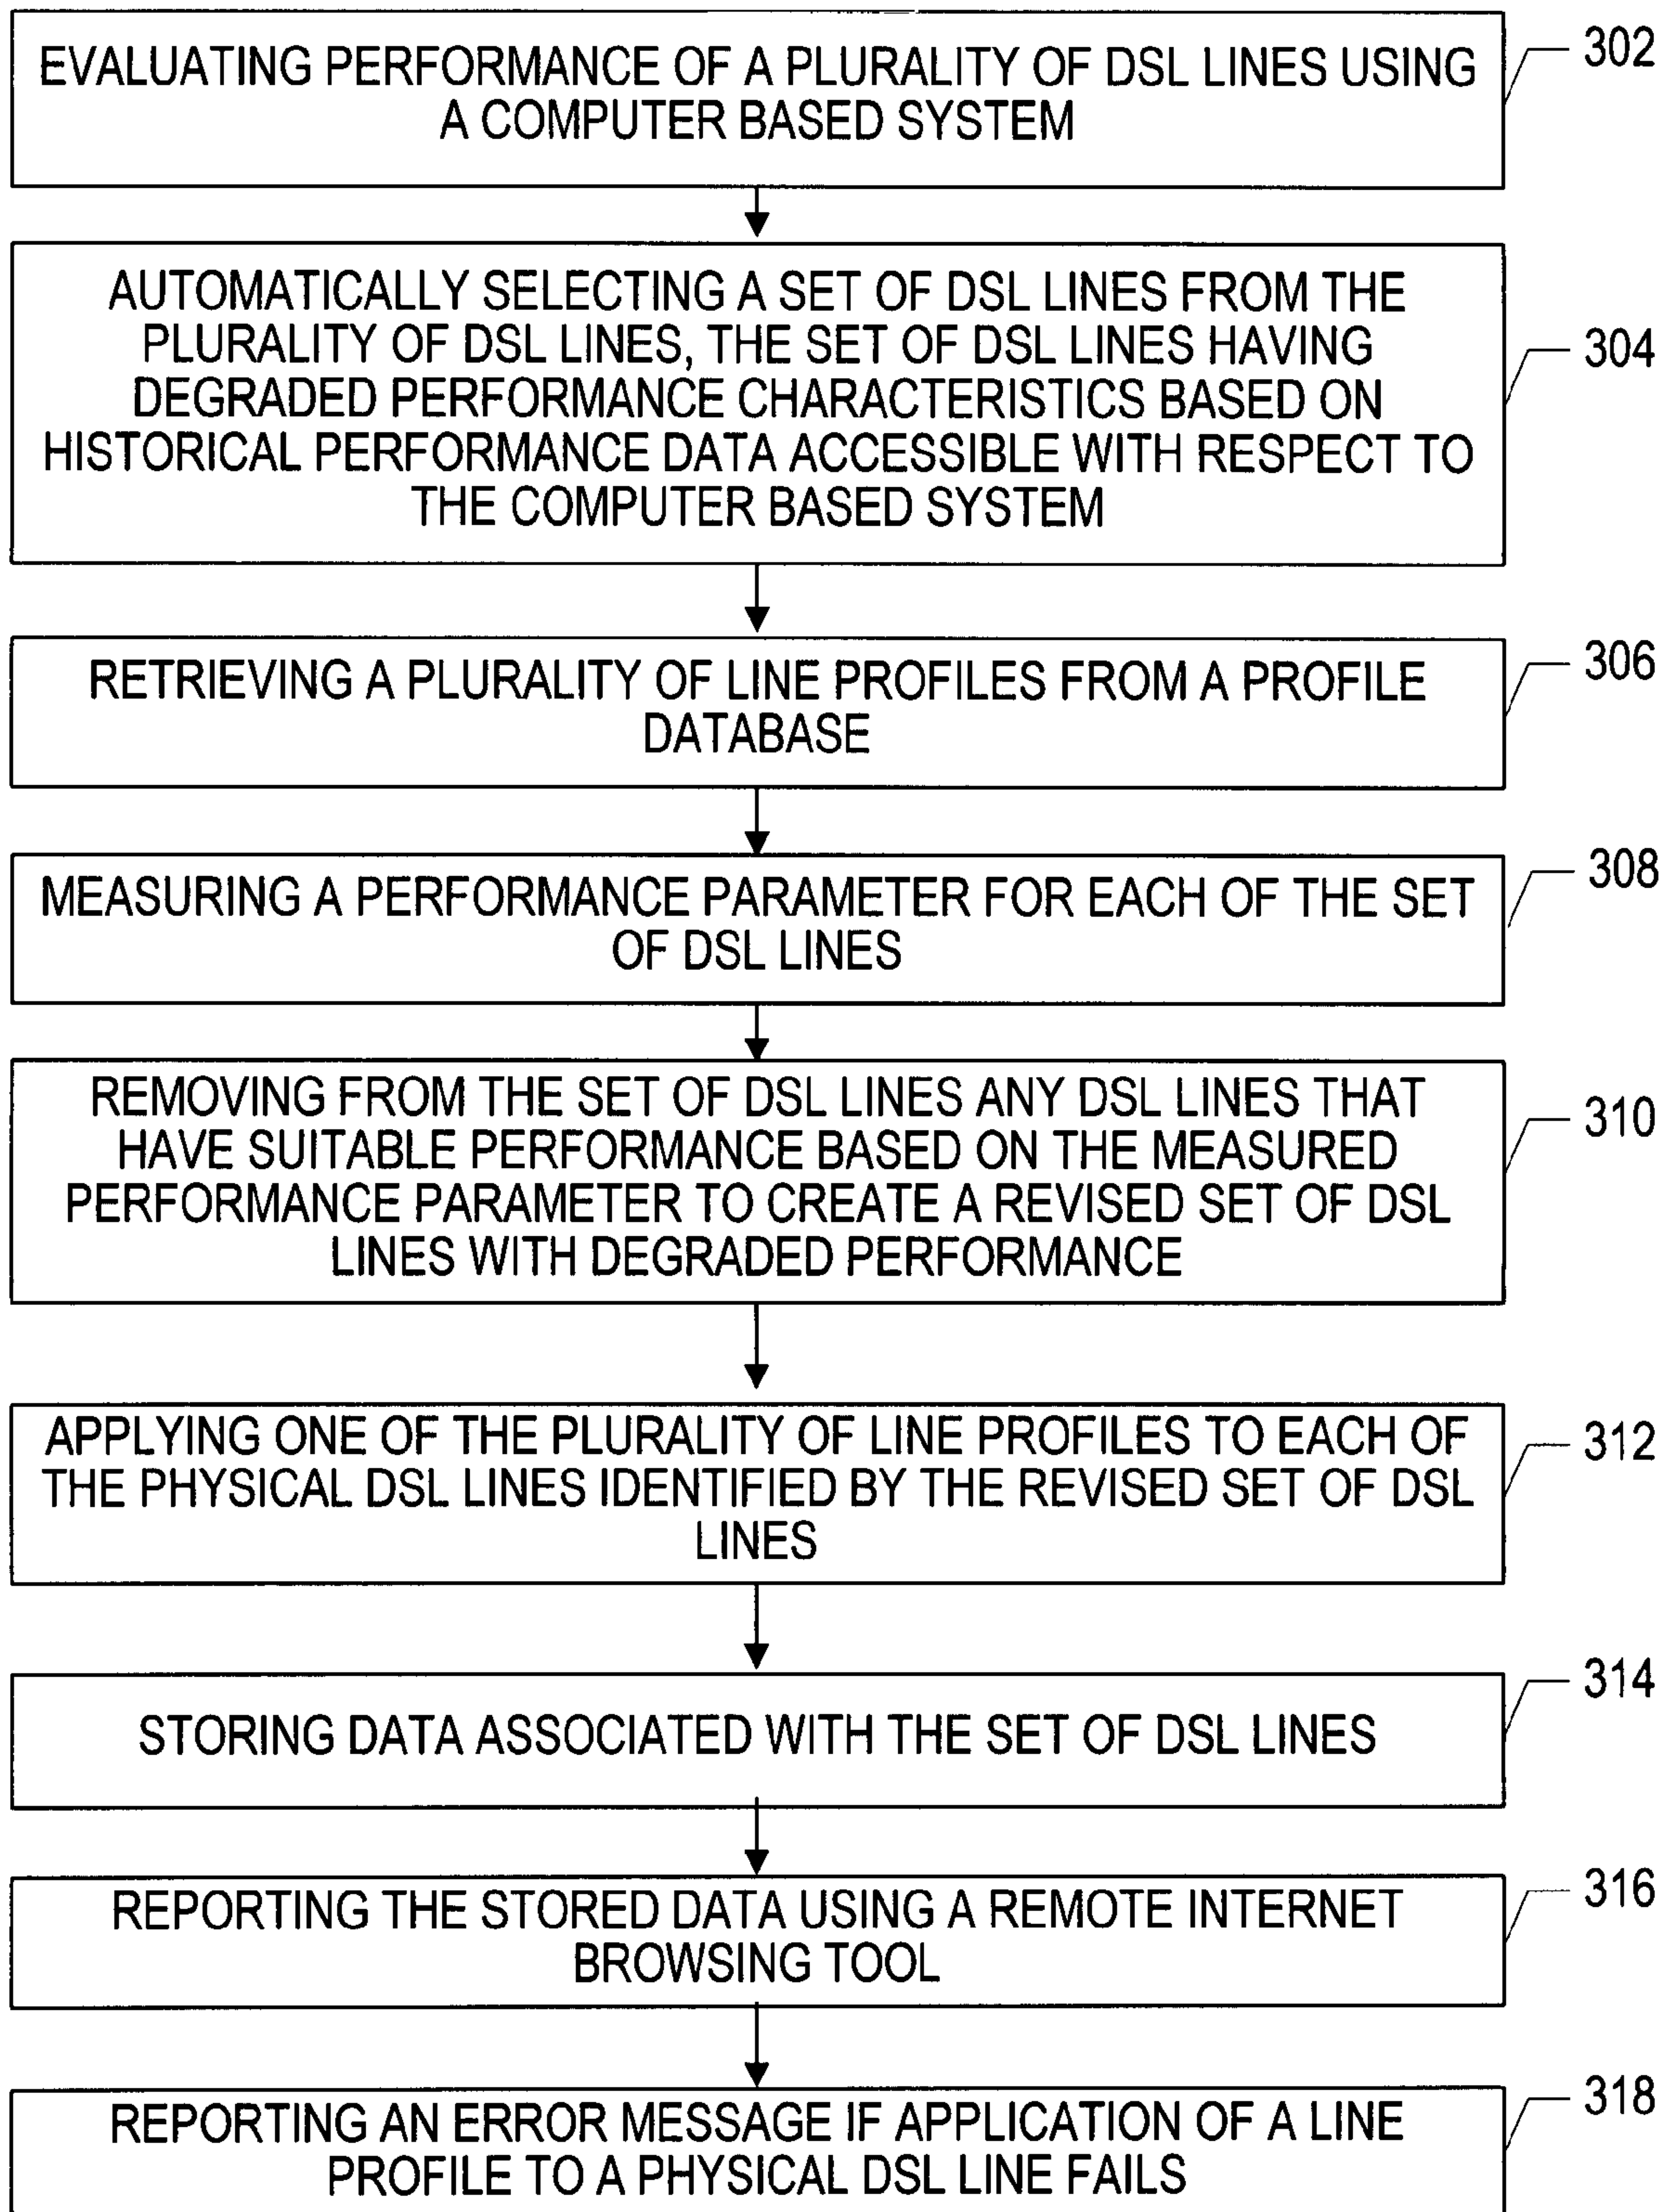 EVALUATING PERFORMANCE OF A PLURALITY OF DSL LINES USING
A COMPUTER BASED SYSTEM
302
AUTOMATICALLY SELECTING A SET OF DSL LINES FROM THE
PLURALITY OF DSL LINES, THE SET OF DSL LINES HAVING
DEGRADED PERFORMANCE CHARACTERISTICS BASED ON
HISTORICAL PERFORMANCE DATA ACCESSIBLE WITH RESPECT TO
THE COMPUTER BASED SYSTEM
304
RETRIEVING A PLURALITY OF LINE PROFILES FROM A PROFILE
DATABASE
306
MEASURING A PERFORMANCE PARAMETER FOR EACH OF THE SET
OF DSL LINES
308
REMOVING FROM THE SET OF DSL LINES ANY DSL LINES THAT
HAVE SUITABLE PERFORMANCE BASED ON THE MEASURED
PERFORMANCE PARAMETER TO CREATE A REVISED SET OF DSL
LINES WITH DEGRADED PERFORMANCE
310
APPLYING ONE OF THE PLURALITY OF LINE PROFILES TO EACH OF
THE PHYSICAL DSL LINES IDENTIFIED BY THE REVISED SET OF DSL
LINES
312
STORING DATA ASSOCIATED WITH THE SET OF DSL LINES
314
REPORTING THE STORED DATA USING A REMOTE INTERNET
BROWSING TOOL
316
REPORTING AN ERROR MESSAGE IF APPLICATION OF A LINE
PROFILE TO A PHYSICAL DSL LINE FAILS
318